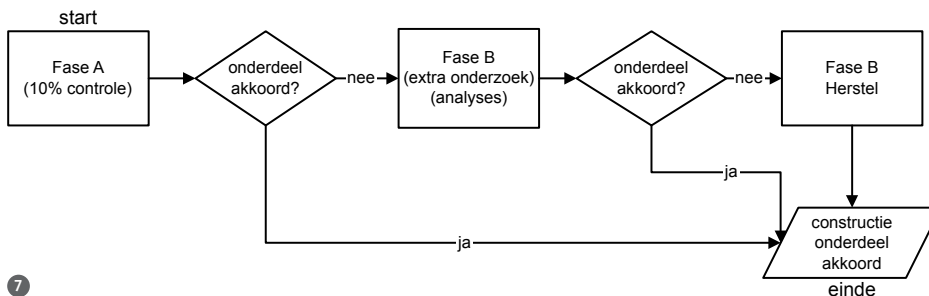 start
Fase A
(10% controle)
onderdeel
akkoord?
nee
Fase B
(extra onderzoek)
(analyses)
onderdeel
akkoord?
nee
Fase B
Herstel
ja
ja
constructie
onderdeel
akkoord
einde
7